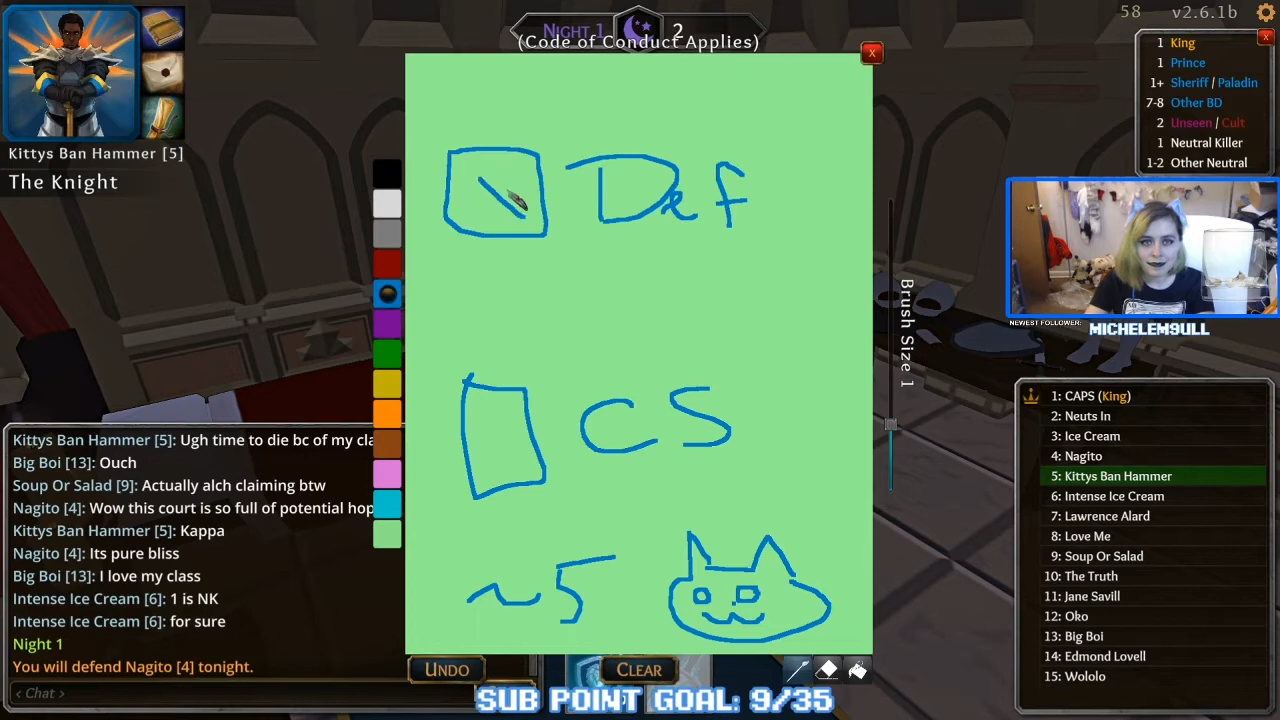 58 v2.6.1b
Night 1 2
(Code of Conduct Applies)
X
Kittys Ban Hammer [5]
The Knight
1 King
1 Prince
1+ Sheriff / Paladin
7-8 Other BD
2 Unseen / Cult
1 Neutral Killer
1-2 Other Neutral
X
Def
CS
~5
Brush Size 1
NEWEST FOLLOWER: MICHELEM9ULL
Kittys Ban Hammer [5]: Ugh time to die bc of my cla
Big Boi [13]: Ouch
Soup Or Salad [9]: Actually alch claiming btw
Nagito [4]: Wow this court is so full of potential hop
Kittys Ban Hammer [5]: Kappa
Nagito [4]: Its pure bliss
Big Boi [13]: I love my class
Intense Ice Cream [6]: 1 is NK
Intense Ice Cream [6]: for sure
Night 1
You will defend Nagito [4] tonight.
< Chat >
1: CAPS (King)
2: Neuts In
3: Ice Cream
4: Nagito
5: Kittys Ban Hammer
6: Intense Ice Cream
7: Lawrence Alard
8: Love Me
9: Soup Or Salad
10: The Truth
11: Jane Savill
12: Oko
13: Big Boi
14: Edmond Lovell
15: Wololo
Undo
Clear
SUB POINT GOAL: 9/35